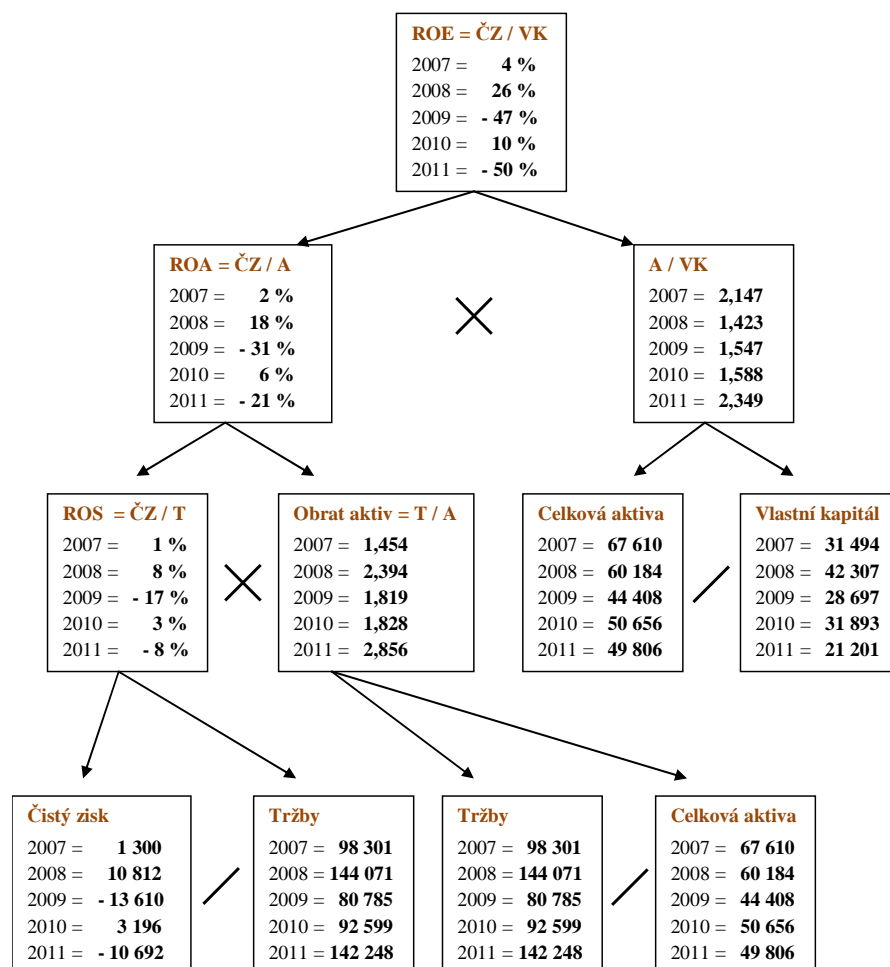 ROE = ČZ / VK
2007 = 4 %
2008 = 26 %
2009 = - 47 %
2010 = 10 %
2011 = - 50 %
ROA = ČZ / A
2007 = 2 %
2008 = 18 %
2009 = - 31 %
2010 = 6 %
2011 = - 21 %
A / VK
2007 = 2,147
2008 = 1,423
2009 = 1,547
2010 = 1,588
2011 = 2,349
ROS = ČZ / T
2007 = 1 %
2008 = 8 %
2009 = - 17 %
2010 = 3 %
2011 = - 8 %
Obrat aktiv = T / A
2007 = 1,454
2008 = 2,394
2009 = 1,819
2010 = 1,828
2011 = 2,856
Celková aktiva
2007 = 67 610
2008 = 60 184
2009 = 44 408
2010 = 50 656
2011 = 49 806
Vlastní kapitál
2007 = 31 494
2008 = 42 307
2009 = 28 697
2010 = 31 893
2011 = 21 201
Čistý zisk
2007 = 1 300
2008 = 10 812
2009 = - 13 610
2010 = 3 196
2011 = - 10 692
Tržby
2007 = 98 301
2008 = 144 071
2009 = 80 785
2010 = 92 599
2011 = 142 248
Tržby
2007 = 98 301
2008 = 144 071
2009 = 80 785
2010 = 92 599
2011 = 142 248
Celková aktiva
2007 = 67 610
2008 = 60 184
2009 = 44 408
2010 = 50 656
2011 = 49 806